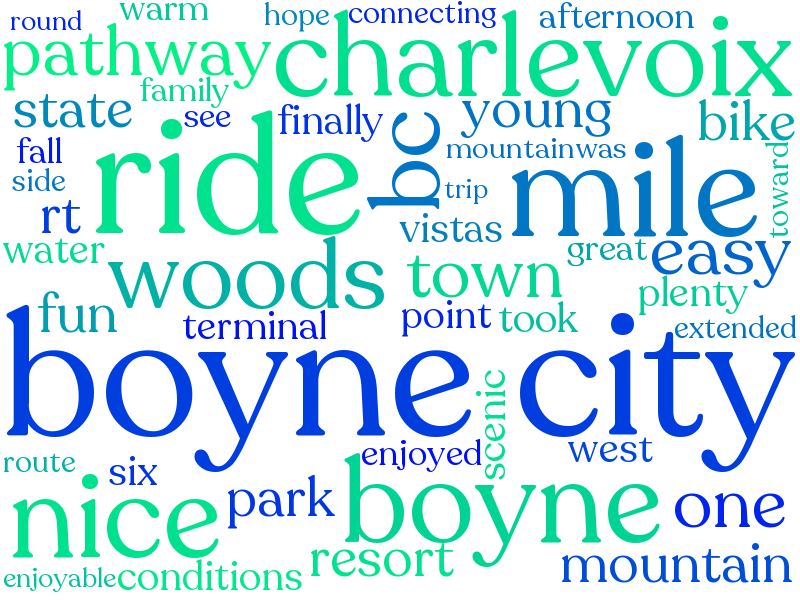 round
warm
hope
connecting
afternoon
pathway
charlevoix
family
state
see
finally
bc
young
bike
fall
ride
mountainwas
mile
toward
side
trip
rt
vistas
water
woods
great
easy
town
plenty
fun
terminal
point
took
extended
boyne city
scenic
route
six
enjoyed
west
nice
park
boyne
one
resort
mountain
enjoyable
conditions